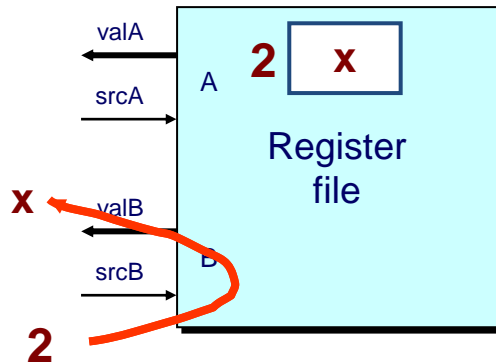 valA
2 x
A
srcA
Register
file
x
valB
B
srcB
2